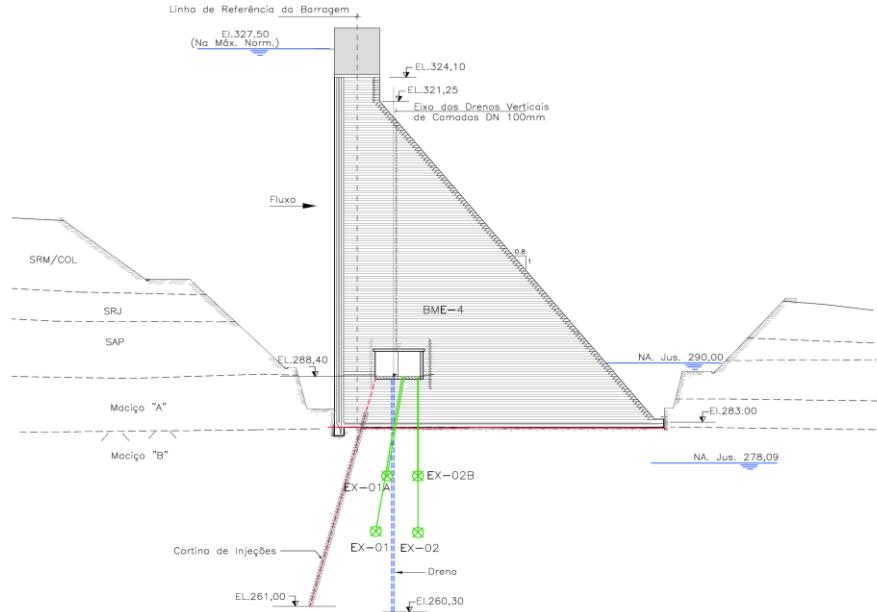 Linha de Referência da Barragem
El.327.50
(Na Máx. Norm.)
EL.324,10
EL.321,25
Eixo dos Drenos Verticais
de Camadas DN 100mm
Fluxo
0.8
1
SRM/COL
SRJ
SAP
BME-4
EL.288,40
NA. Jus. 290,00
Maciço "A"
El.283.00
Maciço "B"
NA. Jus. 278,09
EX-01A
EX-02B
EX-01
EX-02
Cortina de Injeções
Dreno
EL.261,00
El.260,30